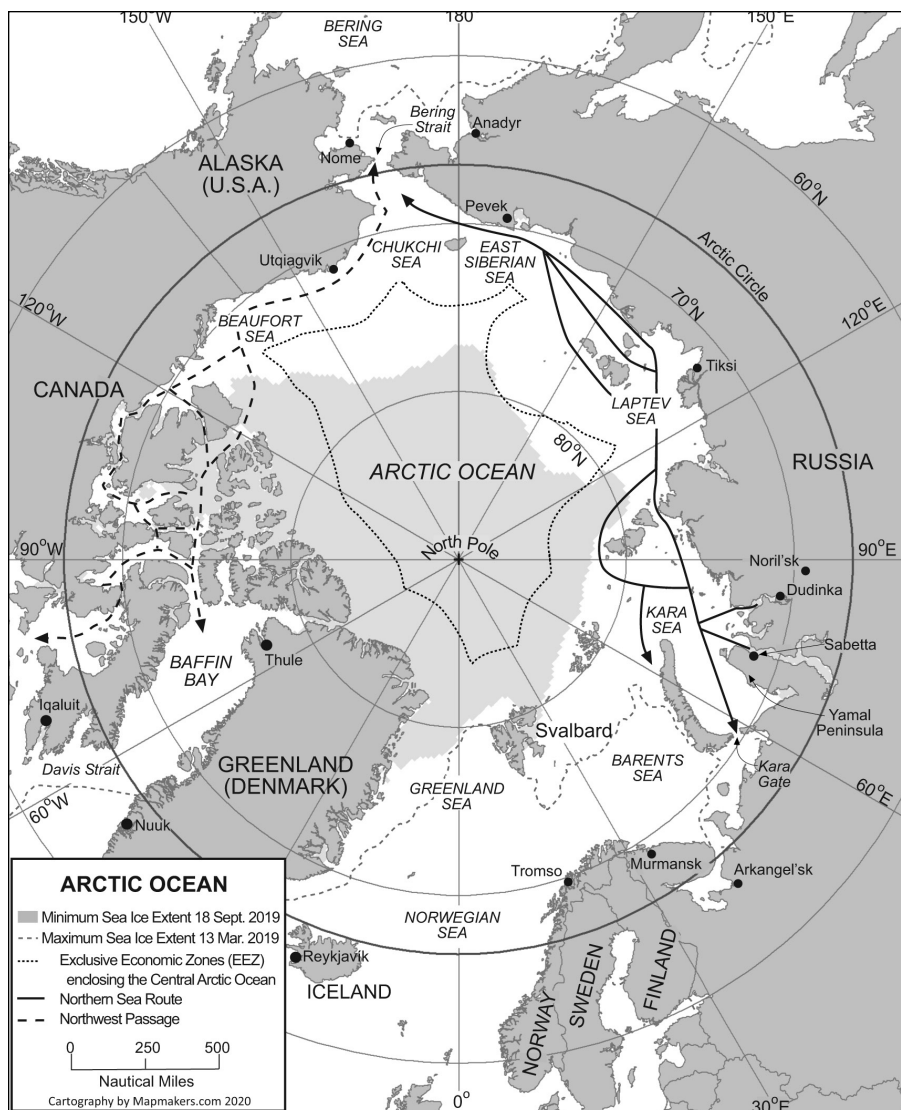 150°W
180
150°E
BERING
SEA
Bering
Strait
Anadyr
Nome
60°N
ALASKA
(U.S.A.)
Pevek
CHUKCHI
SEA
EAST
SIBERIAN
SEA
Utqiagvik
Arctic Circle
70°N
120°W
120°E
BEAUFORT
SEA
Tiksi
CANADA
LAPTEV
SEA
80°N
ARCTIC OCEAN
RUSSIA
North Pole
90°W
90°E
Noril'sk
Dudinka
KARA
SEA
Sabetta
BAFFIN
BAY
Thule
Iqaluit
Yamal
Peninsula
Svalbard
Davis Strait
GREENLAND
(DENMARK)
BARENTS
SEA
Kara
Gate
GREENLAND
SEA
60°W
60°E
Nuuk
Murmansk
Tromso
Arkangel'sk
NORWEGIAN
SEA
Reykjavik
ICELAND
NORWAY
SWEDEN
FINLAND
0°
30°E
ARCTIC OCEAN
Minimum Sea Ice Extent 18 Sept. 2019
Maximum Sea Ice Extent 13 Mar. 2019
Exclusive Economic Zones (EEZ)
enclosing the Central Arctic Ocean
Northern Sea Route
Northwest Passage
0 250 500
Nautical Miles
Cartography by Mapmakers.com 2020